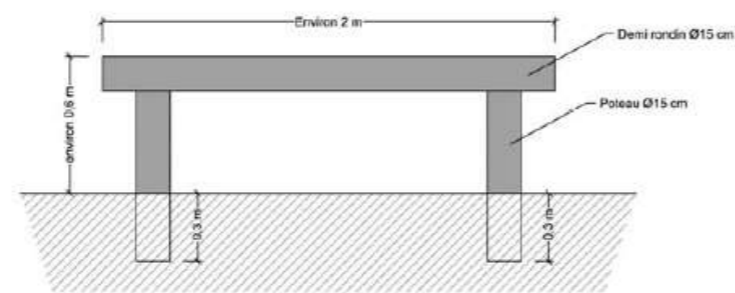 Environ 2 m
Demi rondin Ø15 cm
environ 0,6 m
Poteau Ø15 cm
0,3 m
0,3 m